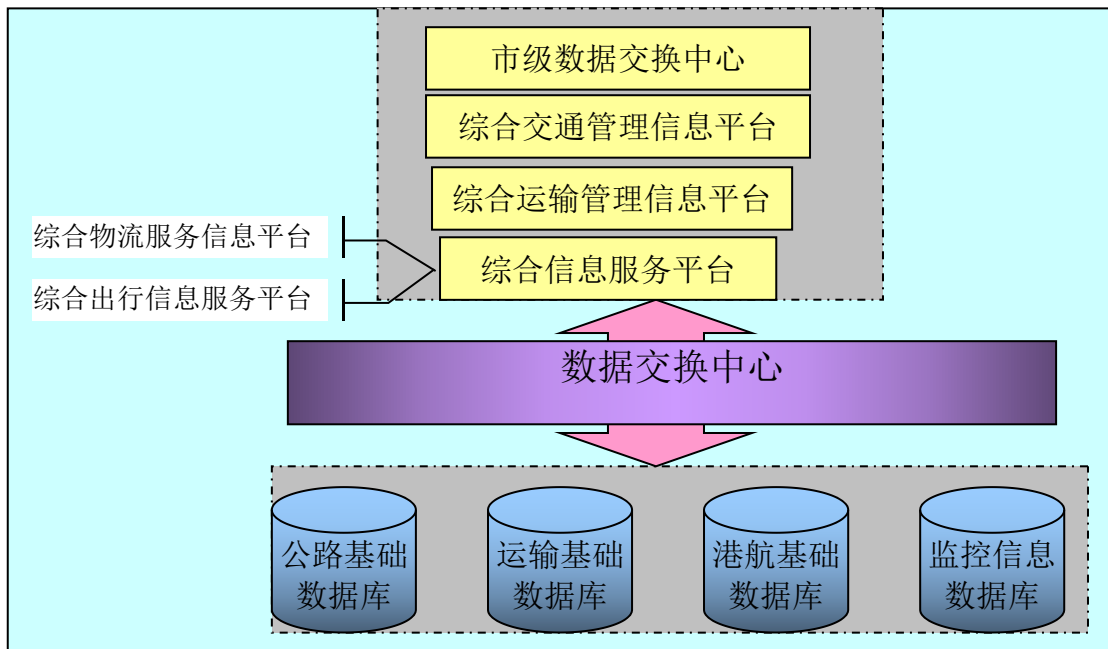 市级数据交换中心
综合交通管理信息平台
综合运输管理信息平台
综合物流服务信息平台
综合信息服务平台
综合出行信息服务平台
数据交换中心
公路基础
数据库
运输基础
数据库
港航基础
数据库
监控信息
数据库